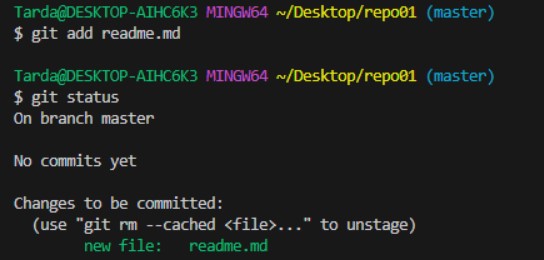 Tarda@DESKTOP-AIHC6K3 MINGW64 ~/Desktop/repo01 (master)
$ git add readme.md
Tarda@DESKTOP-AIHC6K3 MINGW64 ~/Desktop/repo01 (master)
$ git status
On branch master
No commits yet
Changes to be committed:
(use "git rm --cached <file>..." to unstage)
new file: readme.md